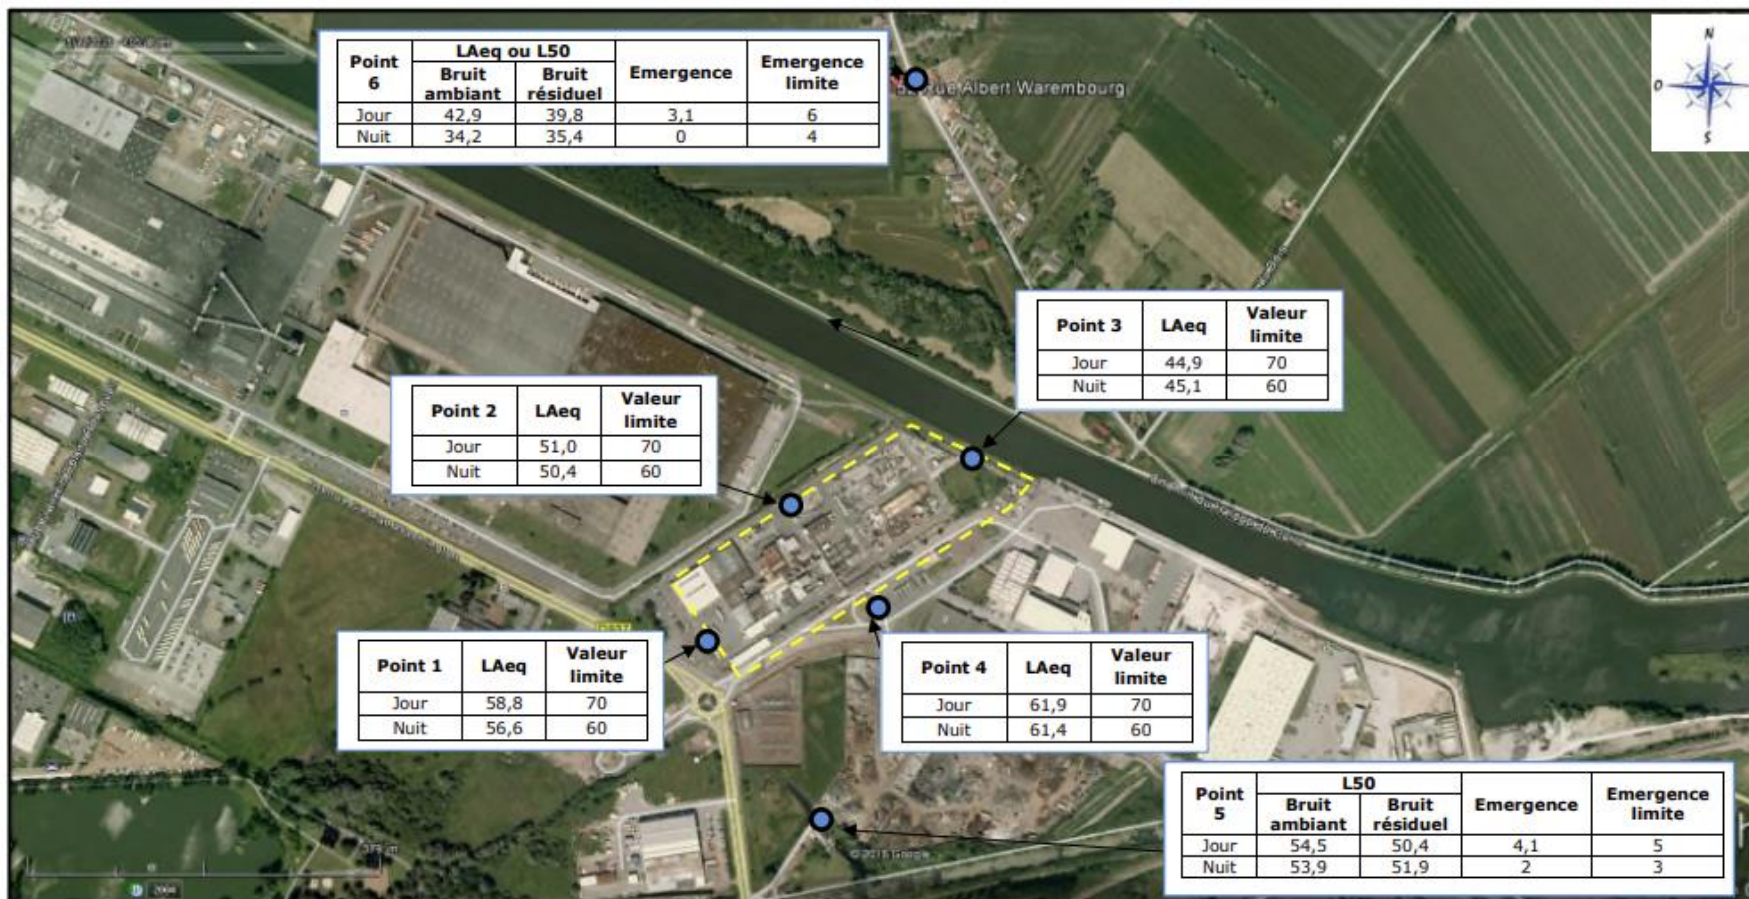 Point 6 LAeq ou L50 Emergence Emergence limite
Bruit ambiant Bruit résiduel
Jour 42,9 39,8 3,1 6
Nuit 34,2 35,4 0 4
Rue Albert Warembourg
N
O
S
Point 3 LAeq Valeur limite
Jour 44,9 70
Nuit 45,1 60
Point 2 LAeq Valeur limite
Jour 51,0 70
Nuit 50,4 60
Point 1 LAeq Valeur limite
Jour 58,8 70
Nuit 56,6 60
Point 4 LAeq Valeur limite
Jour 61,9 70
Nuit 61,4 60
Point 5 L50 Emergence Emergence limite
Bruit ambiant Bruit résiduel
Jour 54,5 50,4 4,1 5
Nuit 53,9 51,9 2 3
Google
2004